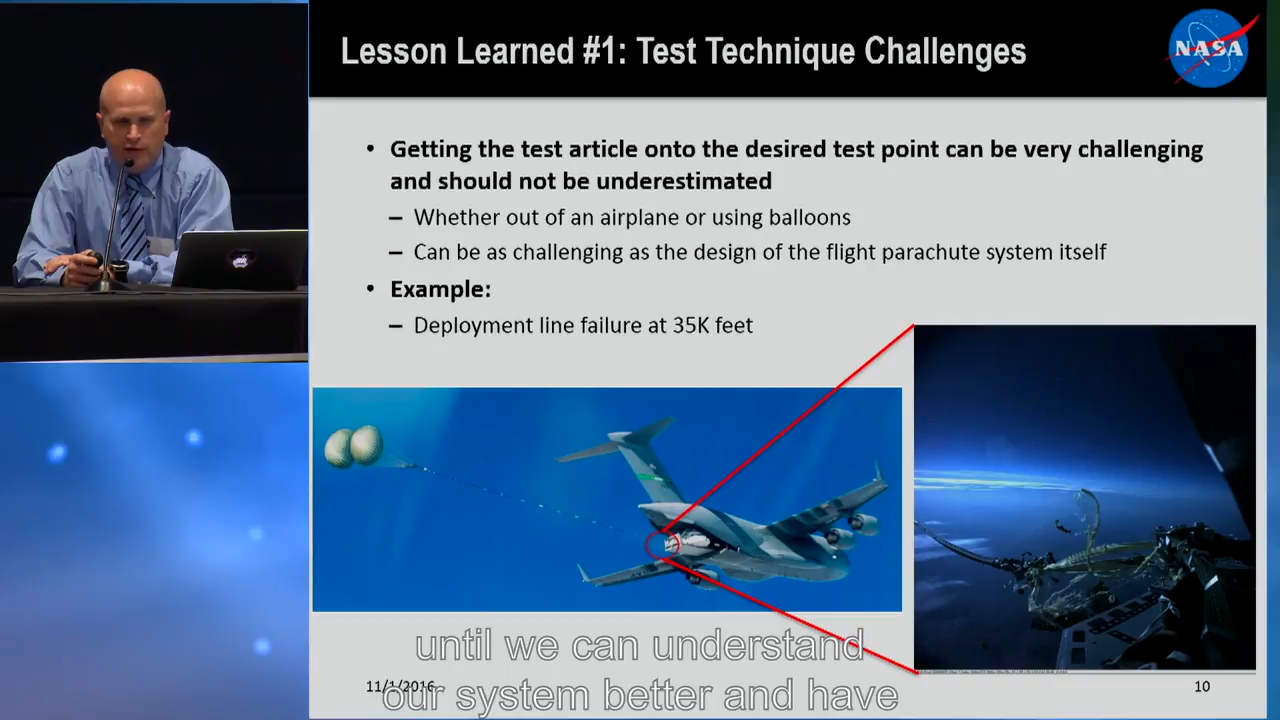 Lesson Learned #1: Test Technique Challenges
NASA
• Getting the test article onto the desired test point can be very challenging
and should not be underestimated
– Whether out of an airplane or using balloons
– Can be as challenging as the design of the flight parachute system itself
• Example:
– Deployment line failure at 35K feet
until we can understand
11/1/2016
our system better and have
10